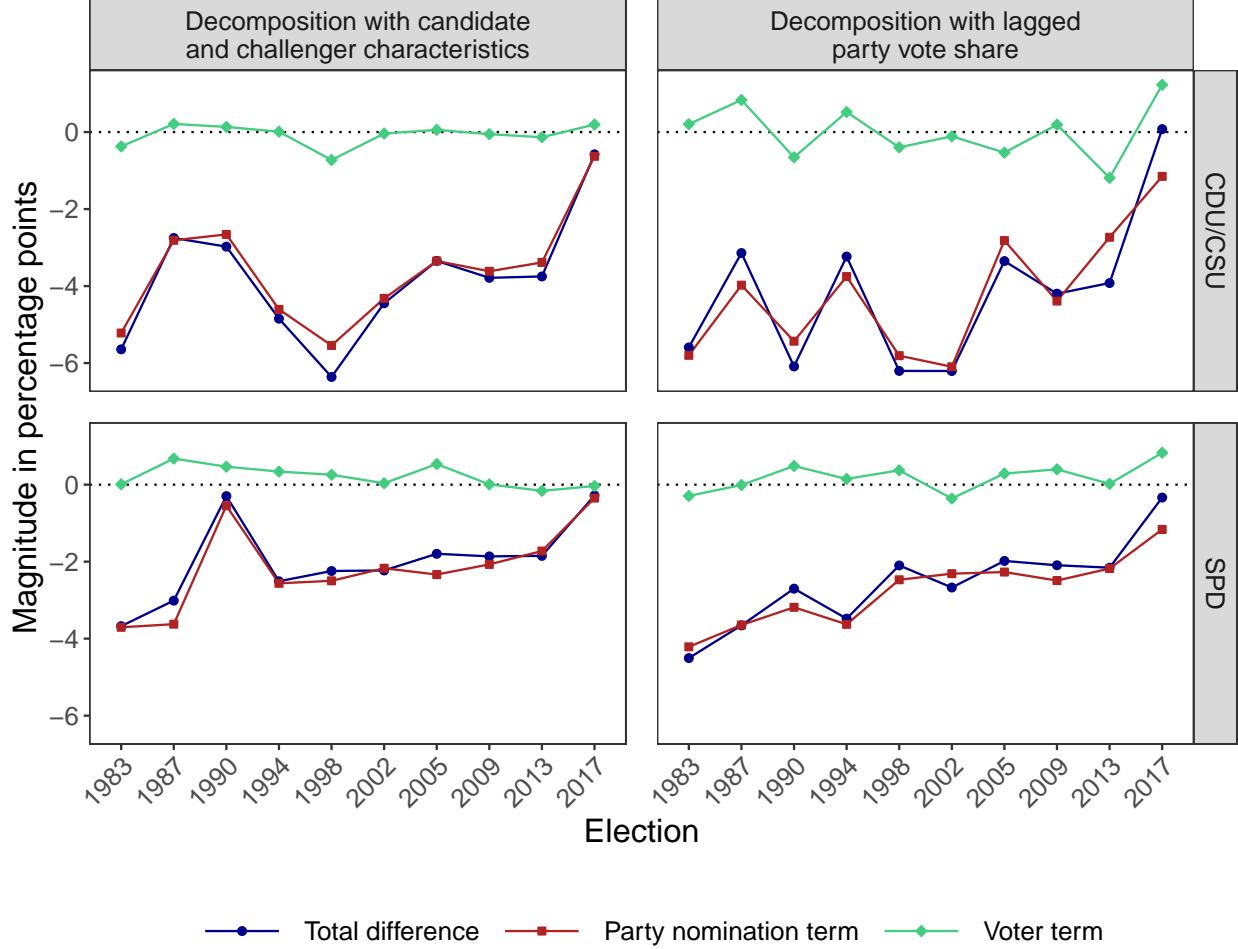 Decomposition with candidate
and challenger characteristics
Decomposition with lagged
party vote share
Magnitude in percentage points
0
−2
−4
−6
CDU/CSU
0
−2
−4
−6
SPD
1983
1987
1990
1994
1998
2002
2005
2009
2013
2017
1983
1987
1990
1994
1998
2002
2005
2009
2013
2017
Election
Total difference
Party nomination term
Voter term